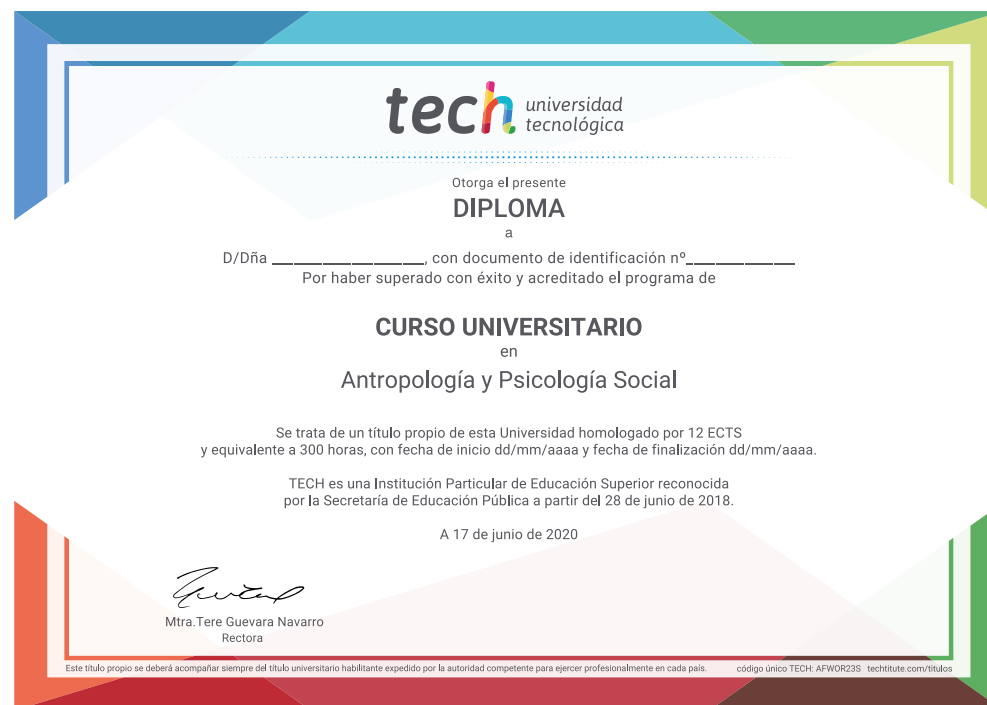 tech universidad
tecnológica
Otorga el presente
DIPLOMA
a
D/Dña ____________________, con documento de identificación nº______________
Por haber superado con éxito y acreditado el programa de
CURSO UNIVERSITARIO
en
Antropología y Psicología Social
Se trata de un título propio de esta Universidad homologado por 12 ECTS
y equivalente a 300 horas, con fecha de inicio dd/mm/aaaa y fecha de finalización dd/mm/aaaa.
TECH es una Institución Particular de Educación Superior reconocida
por la Secretaría de Educación Pública a partir del 28 de junio de 2018.
A 17 de junio de 2020
Mtra.Tere Guevara Navarro
Rectora
Este título propio se deberá acompañar siempre del título universitario habilitante expedido por la autoridad competente para ejercer profesionalmente en cada país. código único TECH: AFWOR23S techtitute.com/titulos